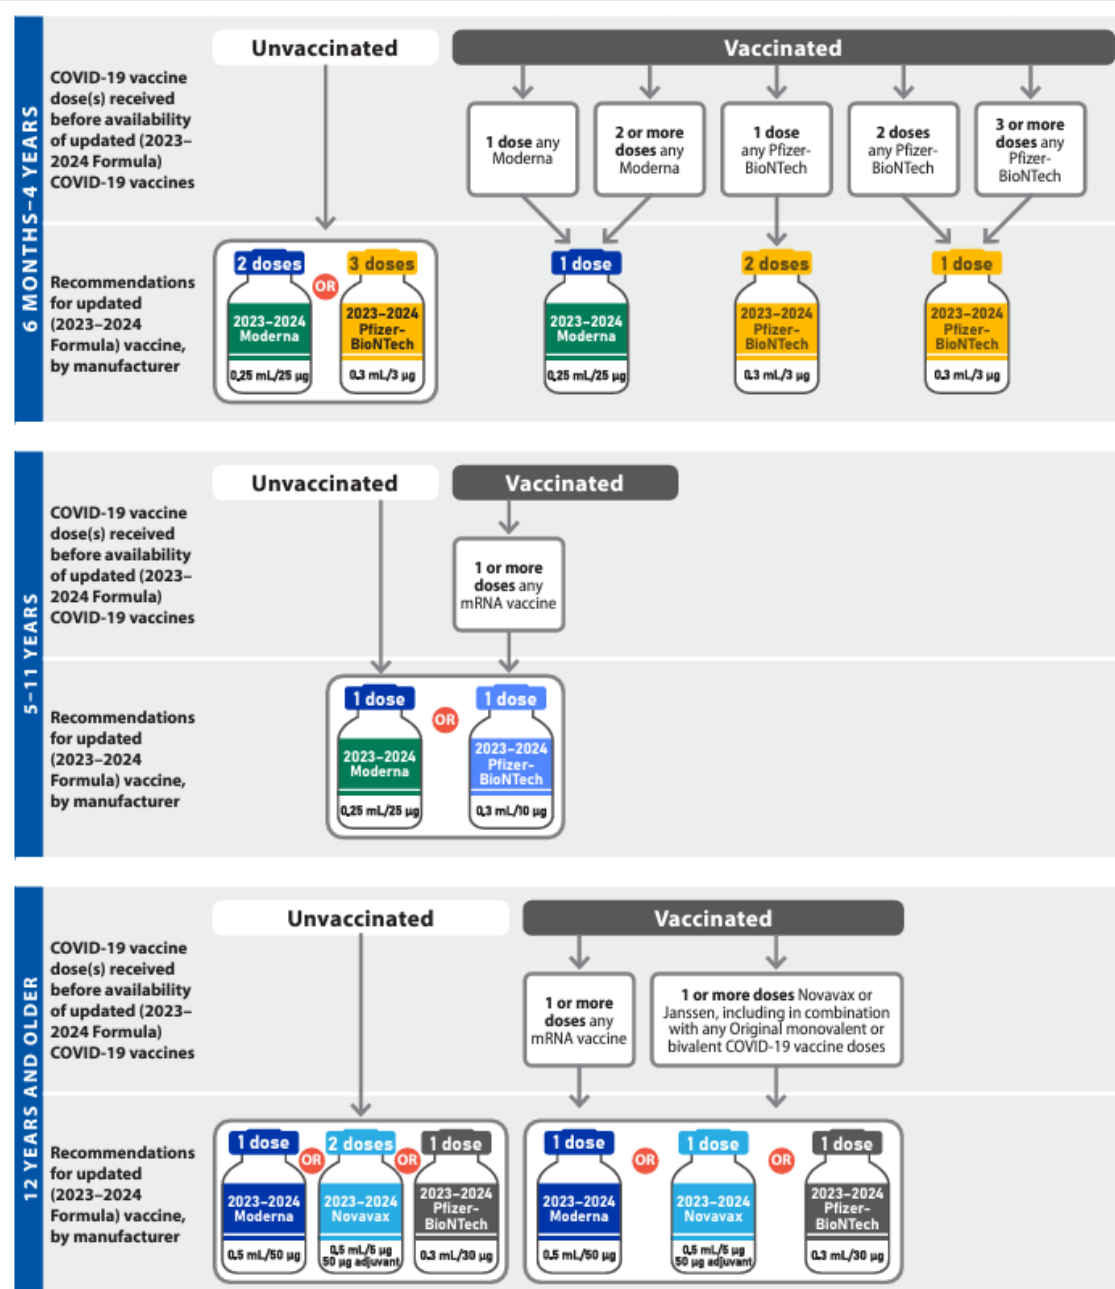 6 MONTHS–4 YEARS
Unvaccinated
Vaccinated
COVID-19 vaccine
dose(s) received
before availability
of updated (2023–
2024 Formula)
COVID-19 vaccines
1 dose any
Moderna
2 or more
doses any
Moderna
1 dose
any Pfizer-
BioNTech
2 doses
any Pfizer-
BioNTech
3 or more
doses any
Pfizer-
BioNTech
Recommendations
for updated
(2023–2024
Formula) vaccine,
by manufacturer
2 doses
2023–2024
Moderna
0.25 mL/25 µg
OR
3 doses
2023–2024
Pfizer-
BioNTech
0.3 mL/3 µg
1 dose
2023–2024
Moderna
0.25 mL/25 µg
2 doses
2023–2024
Pfizer-
BioNTech
0.3 mL/3 µg
1 dose
2023–2024
Pfizer-
BioNTech
0.3 mL/3 µg
5–11 YEARS
Unvaccinated
Vaccinated
COVID-19 vaccine
dose(s) received
before availability
of updated (2023–
2024 Formula)
COVID-19 vaccines
1 or more
doses any
mRNA vaccine
Recommendations
for updated
(2023–2024
Formula) vaccine,
by manufacturer
1 dose
2023–2024
Moderna
0.25 mL/25 µg
OR
1 dose
2023–2024
Pfizer-
BioNTech
0.3 mL/10 µg
12 YEARS AND OLDER
Unvaccinated
Vaccinated
COVID-19 vaccine
dose(s) received
before availability
of updated (2023–
2024 Formula)
COVID-19 vaccines
1 or more
doses any
mRNA vaccine
1 or more doses Novavax or
Janssen, including in combination
with any Original monovalent or
bivalent COVID-19 vaccine doses
Recommendations
for updated
(2023–2024
Formula) vaccine,
by manufacturer
1 dose
2023–2024
Moderna
0.5 mL/50 µg
OR
2 doses
2023–2024
Novavax
0.5 mL/5 µg
50 µg adjuvant
OR
1 dose
2023–2024
Pfizer-
BioNTech
0.3 mL/30 µg
1 dose
2023–2024
Moderna
0.5 mL/50 µg
OR
1 dose
2023–2024
Novavax
0.5 mL/5 µg
50 µg adjuvant
OR
1 dose
2023–2024
Pfizer-
BioNTech
0.3 mL/30 µg